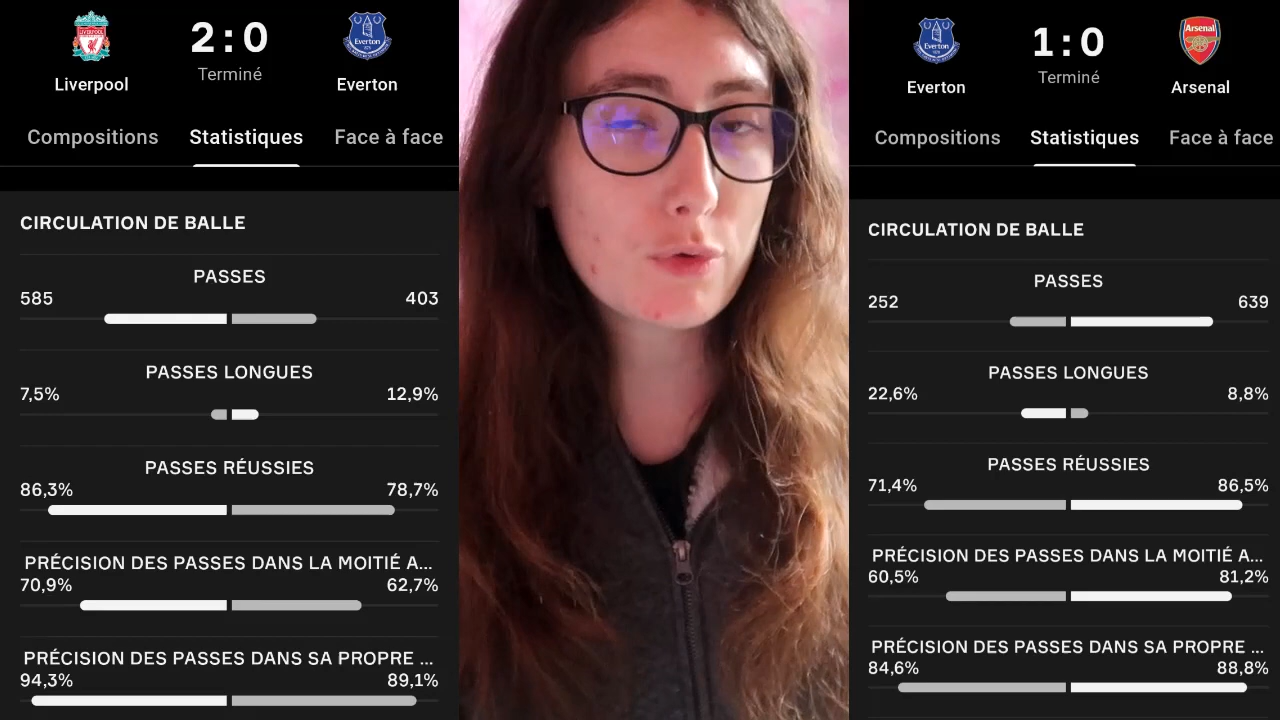 2:0
Terminé
Liverpool
Everton
Compositions Statistiques Face à face
CIRCULATION DE BALLE
PASSES
585 403
PASSES LONGUES
7,5% 12,9%
PASSES RÉUSSIES
86,3% 78,7%
PRÉCISION DES PASSES DANS LA MOITIÉ A...
70,9% 62,7%
PRÉCISION DES PASSES DANS SA PROPRE ...
94,3% 89,1%
1:0
Terminé
Everton
Arsenal
Arsenal
Compositions Statistiques Face à face
CIRCULATION DE BALLE
PASSES
252 639
PASSES LONGUES
22,6% 8,8%
PASSES RÉUSSIES
71,4% 86,5%
PRÉCISION DES PASSES DANS LA MOITIÉ A...
60,5% 81,2%
PRÉCISION DES PASSES DANS SA PROPRE ...
84,6% 88,8%